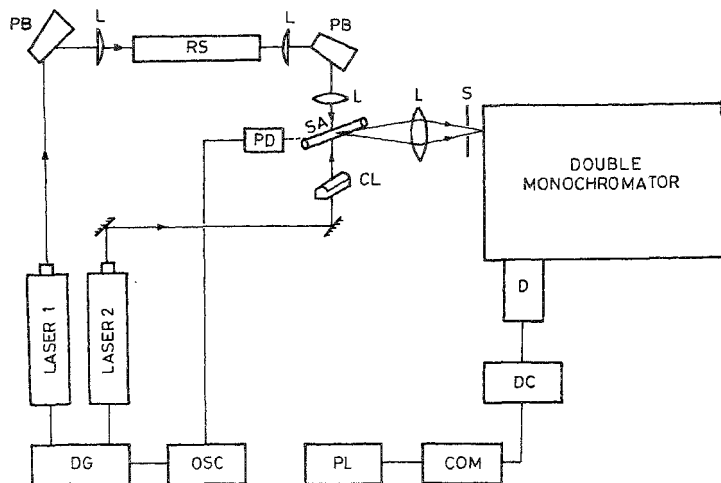 PB
L
RS
L
PB
L
SA
PD
L
S
DOUBLE
MONOCHROMATOR
CL
D
LASER 1
LASER 2
DC
DG
OSC
PL
COM